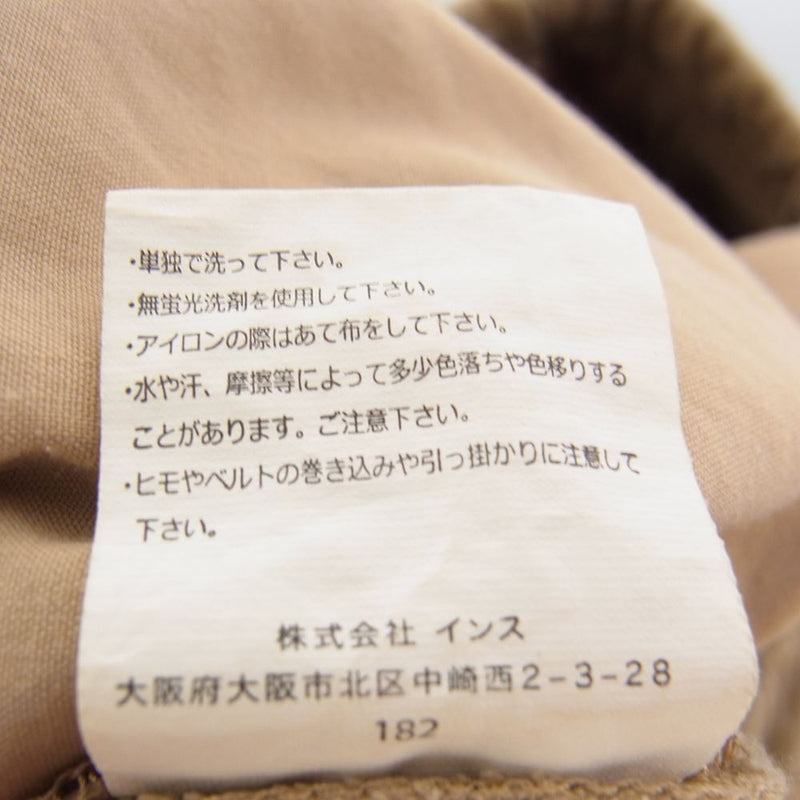 ・単独で洗って下さい。
・無蛍光洗剤を使用して下さい。
・アイロンの際はあて布をして下さい。
・水や汗、摩擦等によって多少色落ちや色移りする
ことがあります。ご注意下さい。
・ヒモやベルトの巻き込みや引っ掛かりに注意して
下さい。
株式会社 インス
大阪府大阪市北区中崎西2-3-28
182